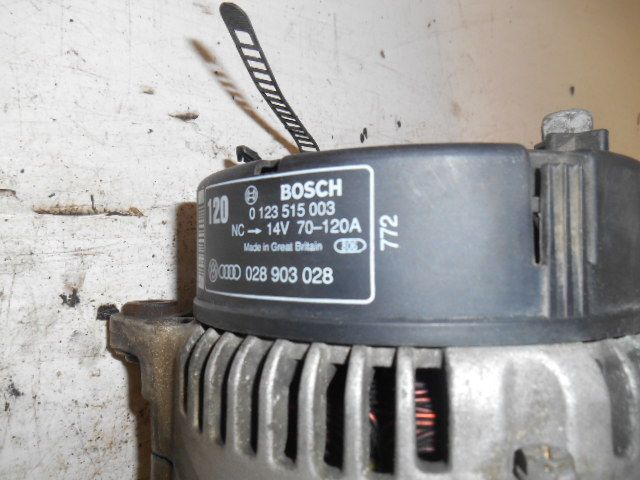 120
BOSCH
0 123 515 003
NC → 14V 70-120A
Made in Great Britain
028 903 028
772